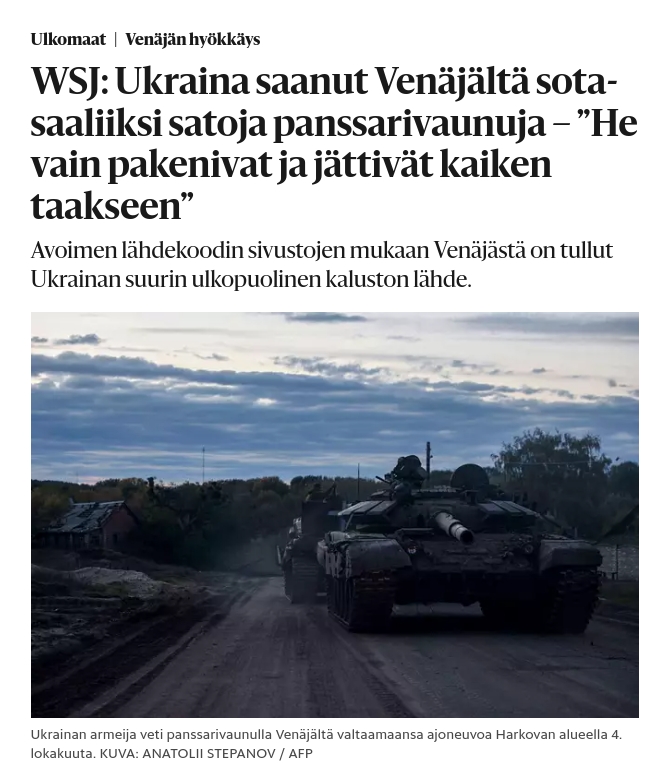 Ulkomaat | Venäjän hyökkäys
WSJ: Ukraina saanut Venäjältä sota-
saaliiksi satoja panssarivaunuja – ”He
vain pakenivat ja jättivät kaiken
taakseen”
Avoimen lähdekoodin sivustojen mukaan Venäjästä on tullut
Ukrainan suurin ulkopuolinen kaluston lähde.
Ukrainan armeija veti panssarivaunulla Venäjältä valtaamaansa ajoneuvoa Harkovan alueella 4.
lokakuuta. KUVA: ANATOLII STEPANOV / AFP